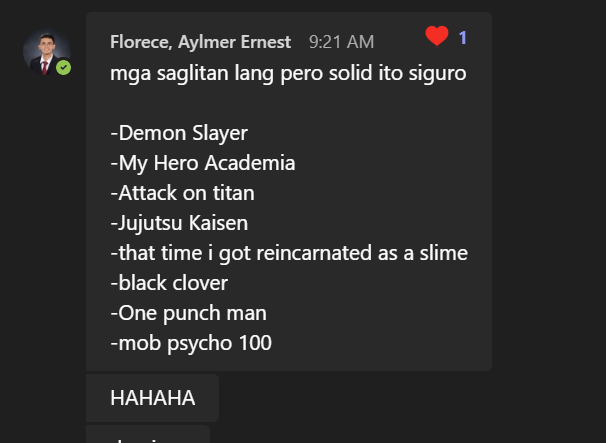 Florece, Aylmer Ernest 9:21 AM 1
mga saglitan lang pero solid ito siguro
-Demon Slayer
-My Hero Academia
-Attack on titan
-Jujutsu Kaisen
-that time i got reincarnated as a slime
-black clover
-One punch man
-mob psycho 100
HAHAHA